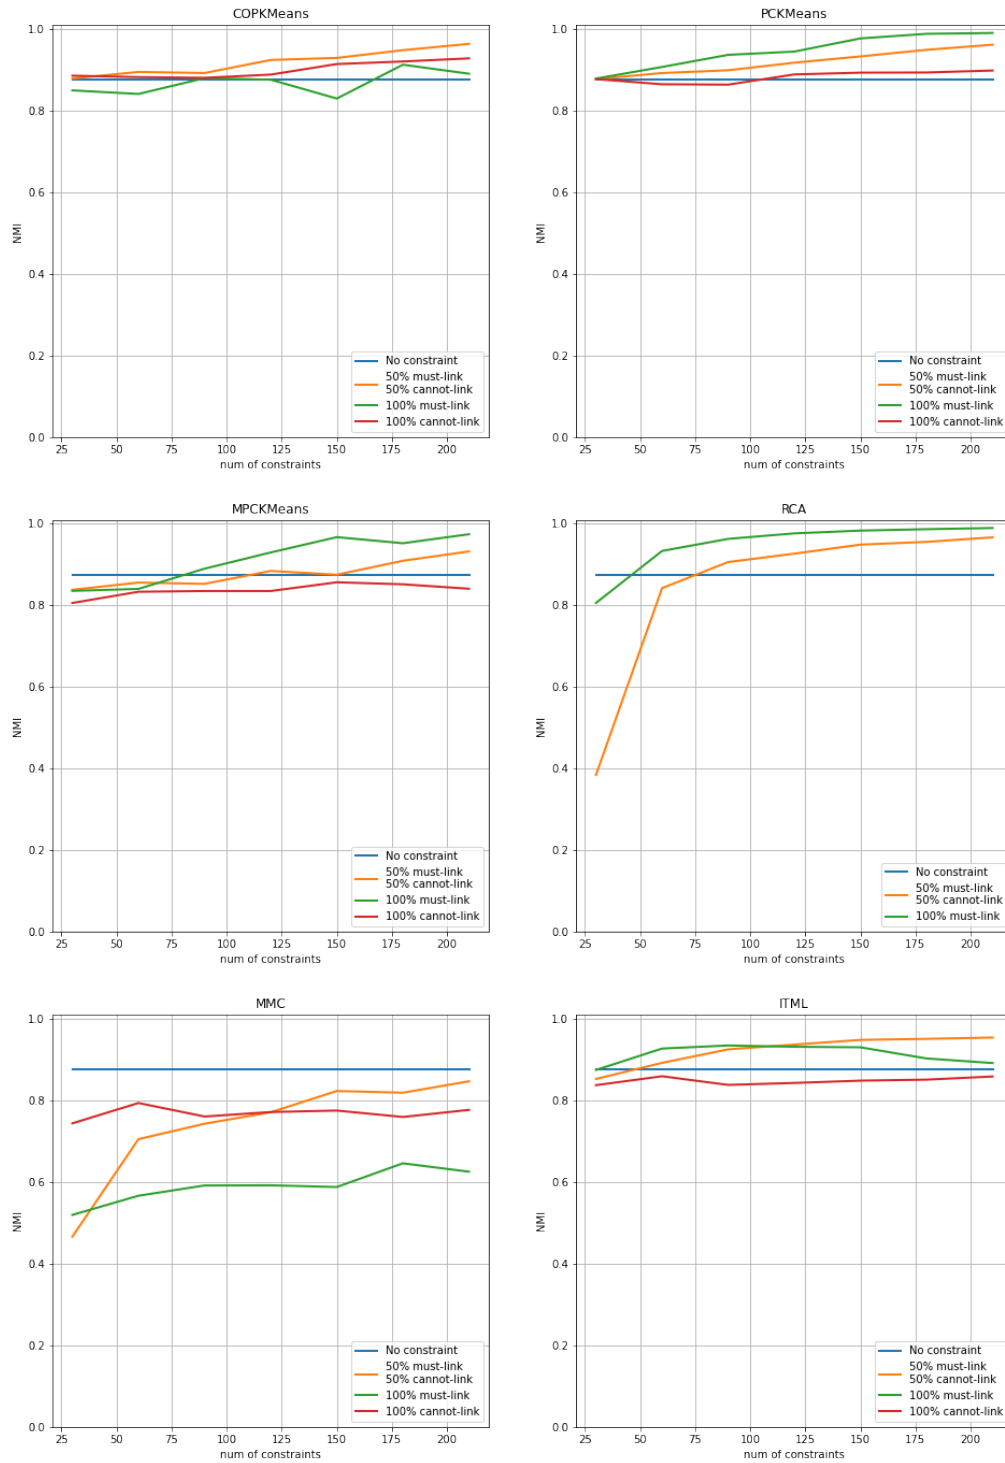 COPKMeans
NMI
1.0
0.8
0.6
0.4
0.2
0.0
No constraint
50% must-link
50% cannot-link
100% must-link
100% cannot-link
25 50 75 100 125 150 175 200
num of constraints
PCKMeans
NMI
1.0
0.8
0.6
0.4
0.2
0.0
No constraint
50% must-link
50% cannot-link
100% must-link
100% cannot-link
25 50 75 100 125 150 175 200
num of constraints
MPCKMeans
NMI
1.0
0.8
0.6
0.4
0.2
0.0
No constraint
50% must-link
50% cannot-link
100% must-link
100% cannot-link
25 50 75 100 125 150 175 200
num of constraints
RCA
NMI
1.0
0.8
0.6
0.4
0.2
0.0
No constraint
50% must-link
50% cannot-link
100% must-link
25 50 75 100 125 150 175 200
num of constraints
MMC
NMI
1.0
0.8
0.6
0.4
0.2
0.0
No constraint
50% must-link
50% cannot-link
100% must-link
100% cannot-link
25 50 75 100 125 150 175 200
num of constraints
ITML
NMI
1.0
0.8
0.6
0.4
0.2
0.0
No constraint
50% must-link
50% cannot-link
100% must-link
100% cannot-link
25 50 75 100 125 150 175 200
num of constraints